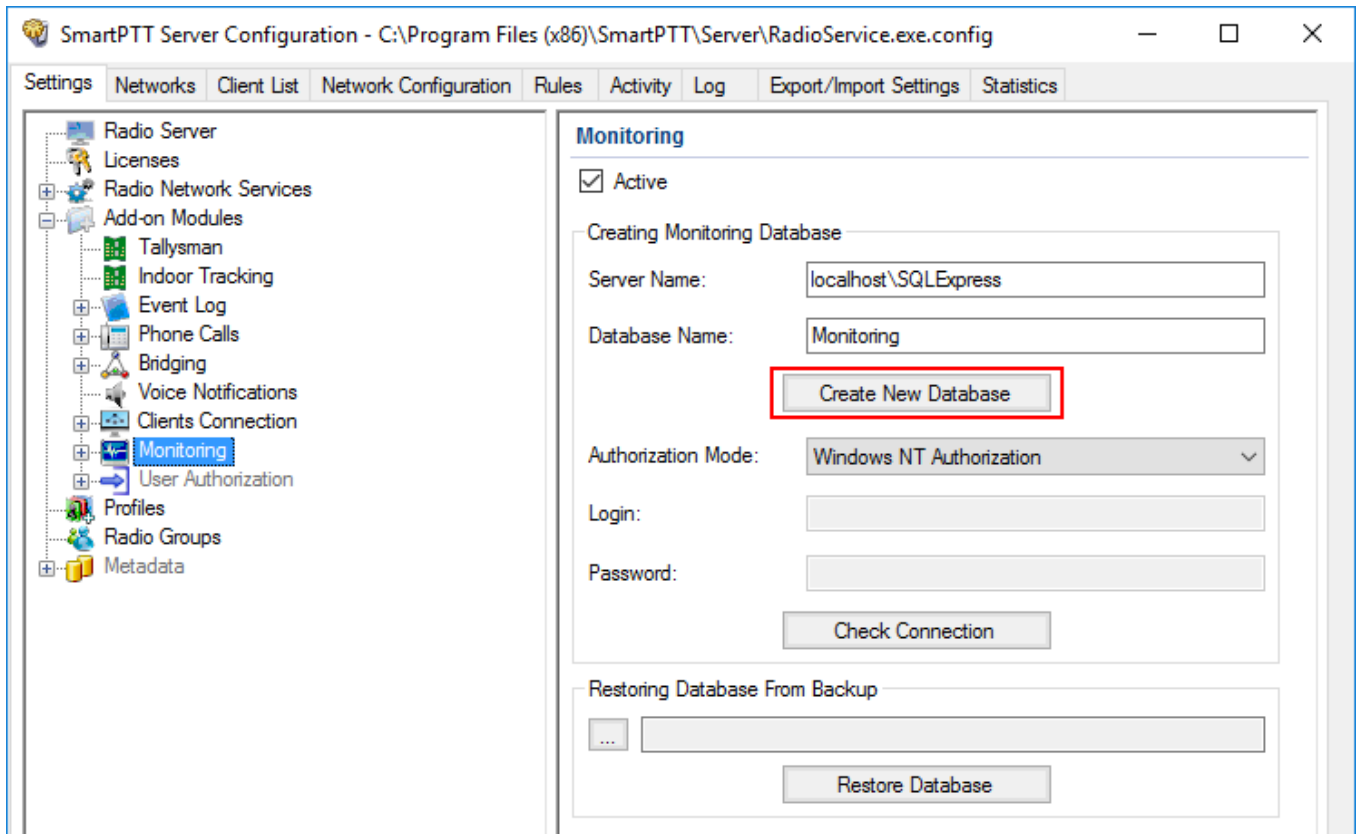 SmartPTT Server Configuration - C:\Program Files (x86)\SmartPTT\Server\RadioService.exe.config
Settings Networks Client List Network Configuration Rules Activity Log Export/Import Settings Statistics
Radio Server
Licenses
Radio Network Services
Add-on Modules
Tallysman
Indoor Tracking
Event Log
Phone Calls
Bridging
Voice Notifications
Clients Connection
Monitoring
User Authorization
Profiles
Radio Groups
Metadata
Monitoring
Active
Creating Monitoring Database
Server Name: localhost\SQLExpress
Database Name: Monitoring
Create New Database
Authorization Mode: Windows NT Authorization
Login:
Password:
Check Connection
Restoring Database From Backup
...
Restore Database